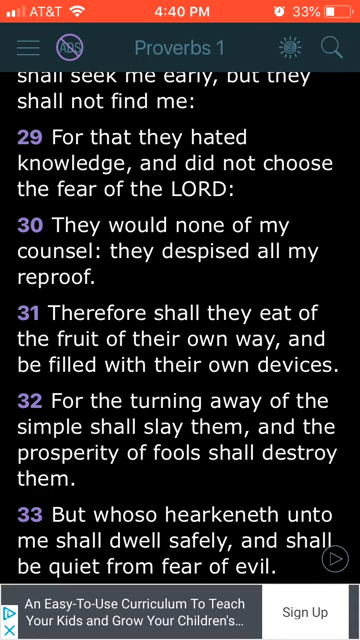 AT&T 4:40 PM 33%
ADS Proverbs 1
shall seek me early, but they
shall not find me:
29 For that they hated
knowledge, and did not choose
the fear of the LORD:
30 They would none of my
counsel: they despised all my
reproof.
31 Therefore shall they eat of
the fruit of their own way, and
be filled with their own devices.
32 For the turning away of the
simple shall slay them, and the
prosperity of fools shall destroy
them.
33 But whoso hearkeneth unto
me shall dwell safely, and shall
be quiet from fear of evil.
An Easy-To-Use Curriculum To Teach
Your Kids and Grow Your Children's...
Sign Up